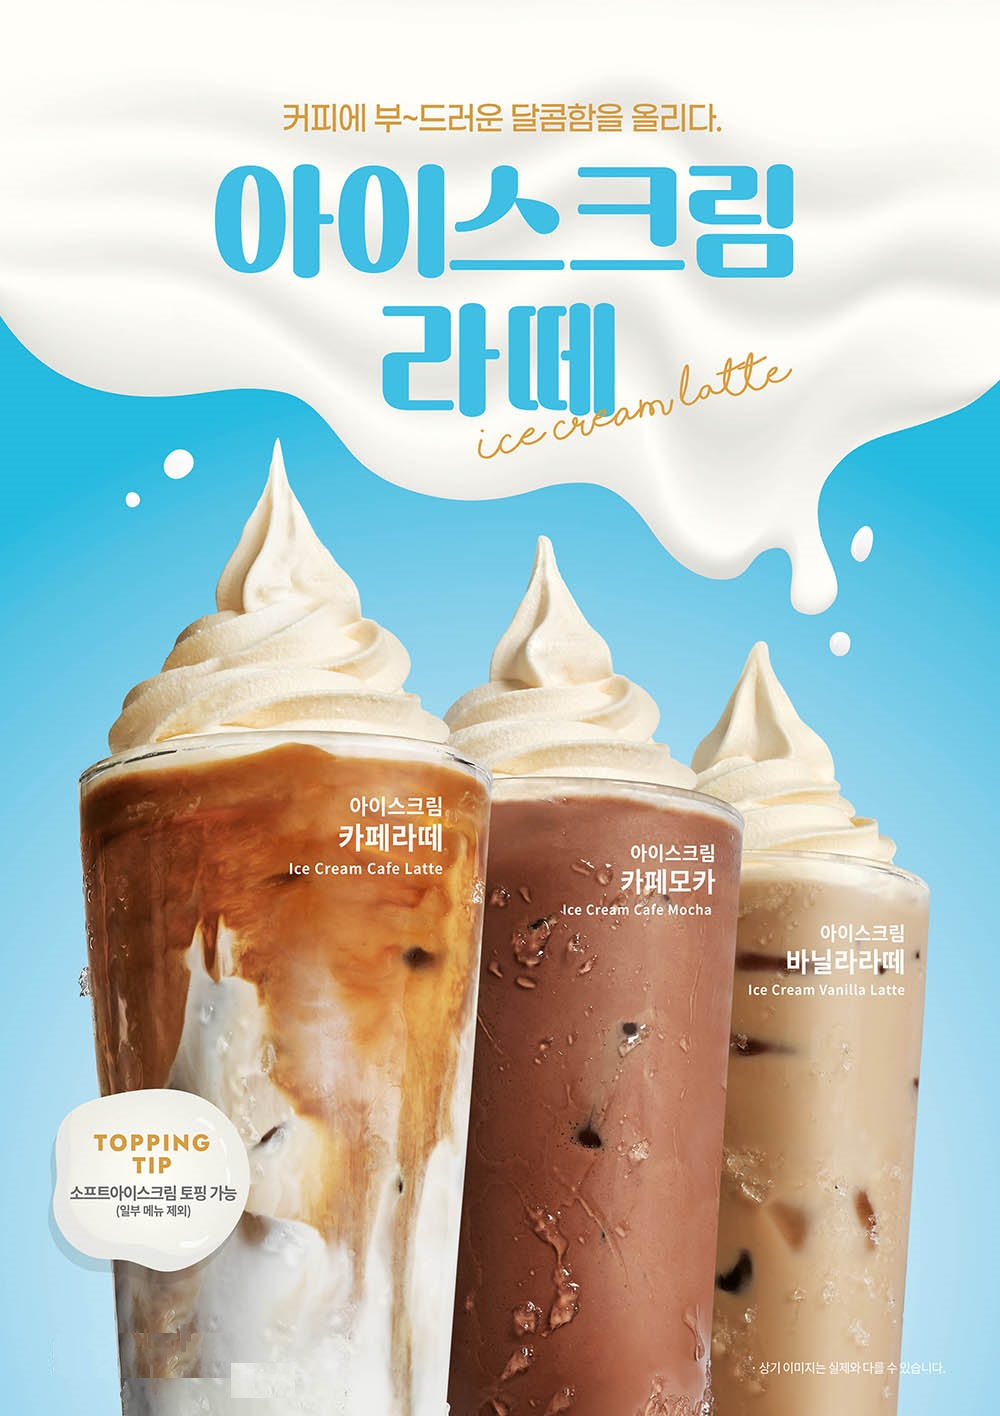 커피에 부~드러운 달콤함을 올리다.
아이스크림
라떼
ice cream latte
아이스크림
카페라떼
Ice Cream Cafe Latte
아이스크림
카페모카
Ice Cream Cafe Mocha
아이스크림
바닐라라떼
Ice Cream Vanilla Latte
TOPPING
TIP
소프트아이스크림 토핑 가능
(일부 메뉴 제외)
상기 이미지는 실제와 다를 수 있습니다.